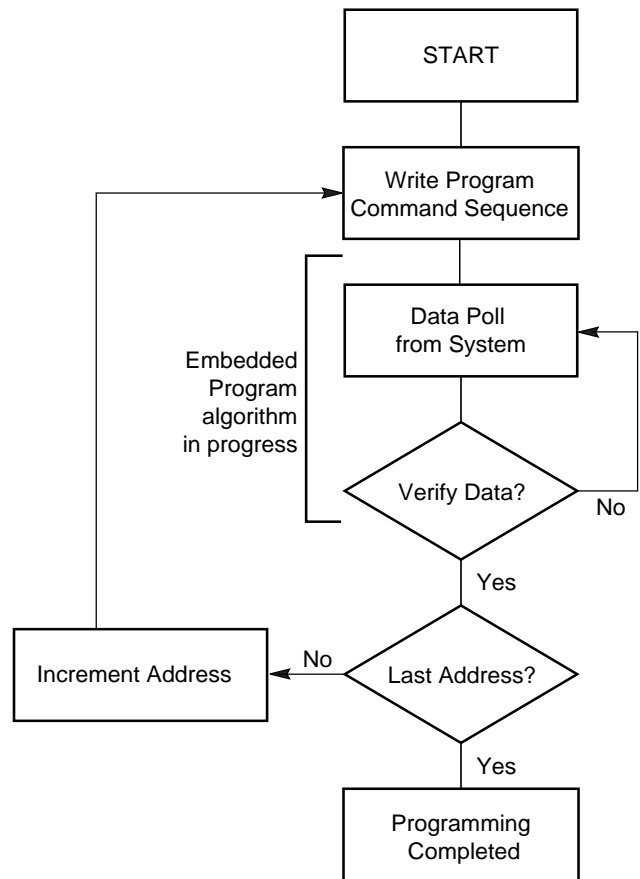 START
Write Program
Command Sequence
Data Poll
from System
Embedded
Program
algorithm
in progress
Verify Data?
No
Yes
Last Address?
No
Increment Address
Yes
Programming
Completed